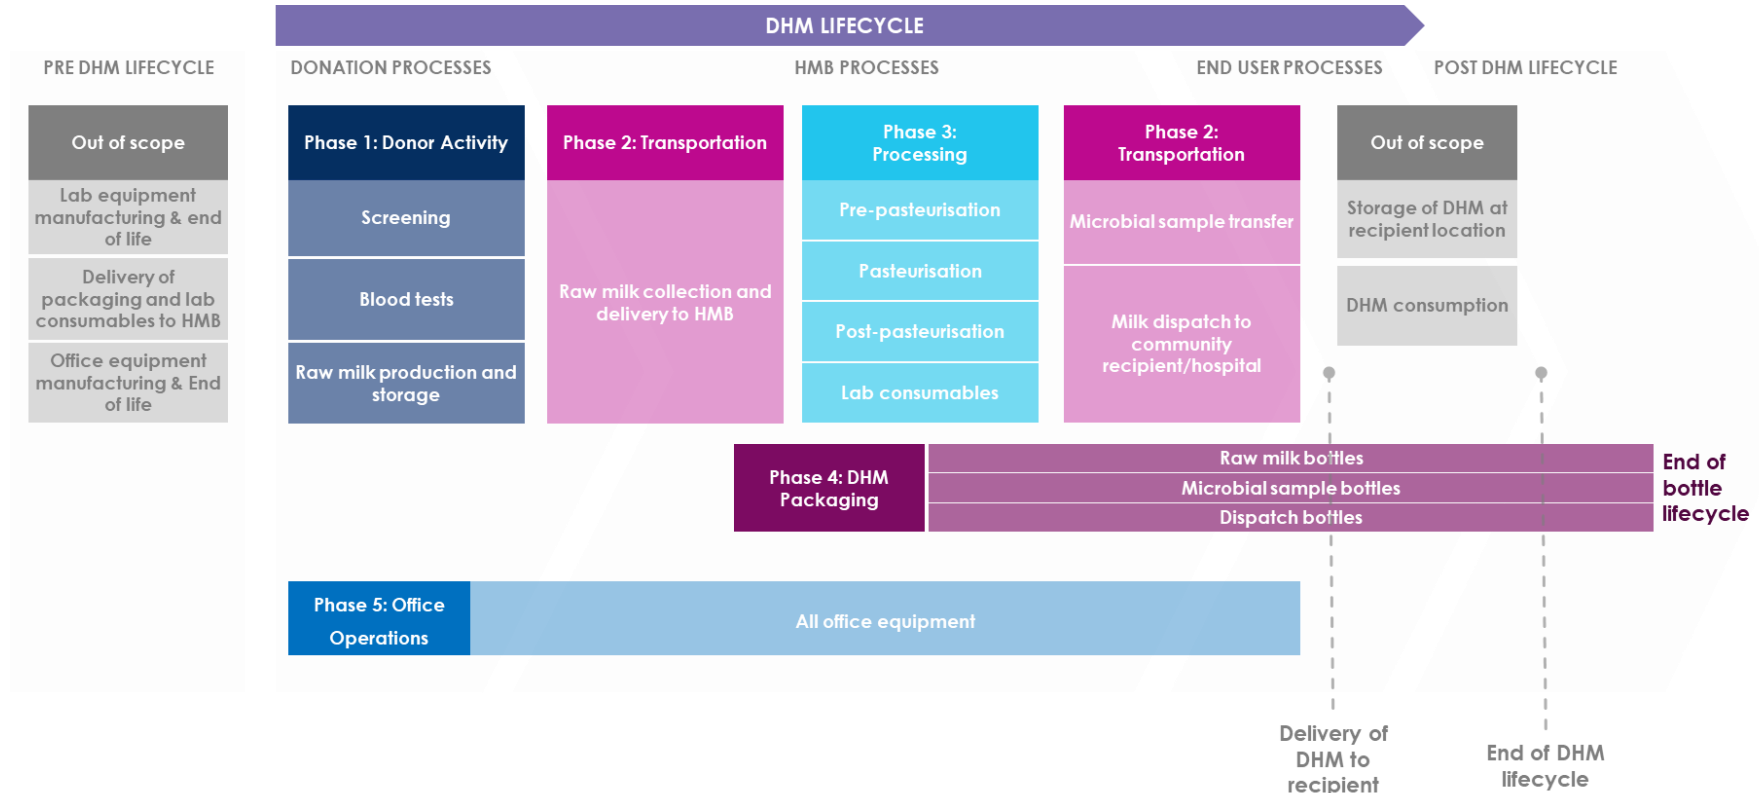 DHM LIFECYCLE
PRE DHM LIFECYCLE
DONATION PROCESSES
HMB PROCESSES
END USER PROCESSES
POST DHM LIFECYCLE
Out of scope
Lab equipment
manufacturing & end
of life
Delivery of
packaging and lab
consumables to HMB
Office equipment
manufacturing & End
of life
Phase 1: Donor Activity
Screening
Blood tests
Raw milk production and
storage
Phase 2: Transportation
Raw milk collection and
delivery to HMB
Phase 3:
Processing
Pre-pasteurisation
Pasteurisation
Post-pasteurisation
Lab consumables
Phase 2:
Transportation
Microbial sample transfer
Milk dispatch to
community
recipient/hospital
Out of scope
Storage of DHM at
recipient location
DHM consumption
Phase 4: DHM
Packaging
Raw milk bottles
Microbial sample bottles
Dispatch bottles
End of
bottle
lifecycle
Phase 5: Office
Operations
All office equipment
Delivery of
DHM to
recipient
End of DHM
lifecycle